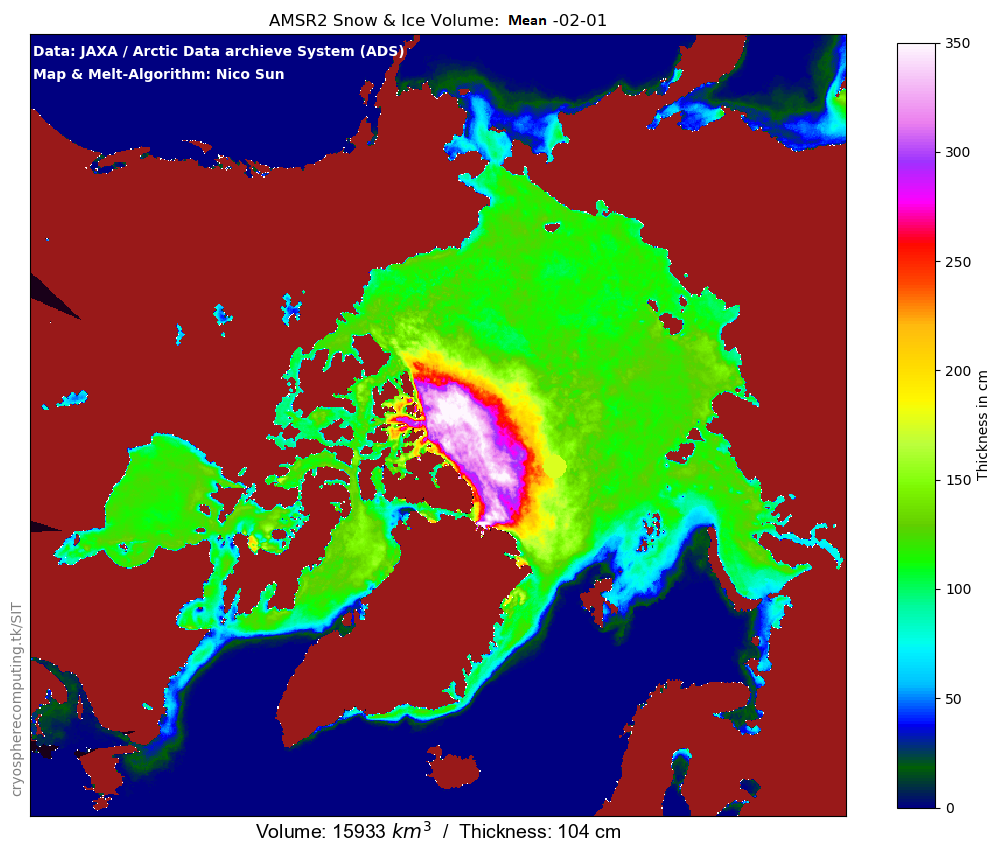 AMSR2 Snow & Ice Volume: Mean -02-01
Data: JAXA / Arctic Data archieve System (ADS)
Map & Melt-Algorithm: Nico Sun
350
300
250
200
150
100
50
0
Thickness in cm
cryospherecomputing.tk/SIT
Volume: 15933 km³ / Thickness: 104 cm